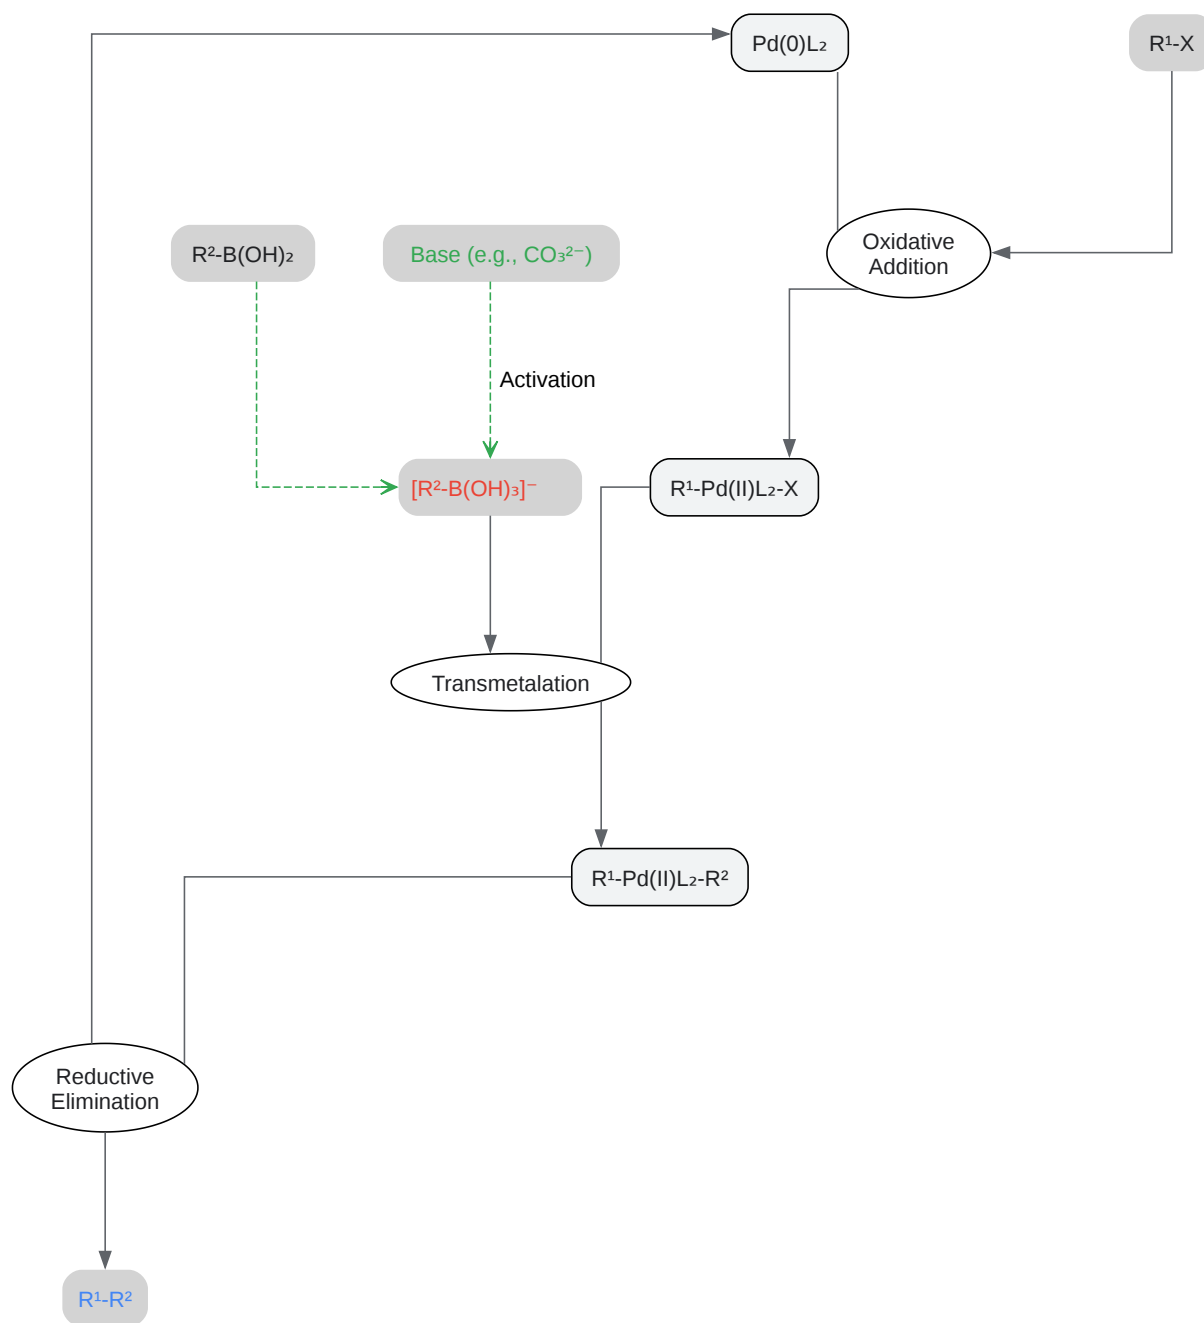 Pd(0)L₂
R¹-X
Oxidative
Addition
R²-B(OH)₂
Base (e.g., CO₃²⁻)
Activation
[R²-B(OH)₃]⁻
R¹-Pd(II)L₂-X
Transmetalation
R¹-Pd(II)L₂-R²
Reductive
Elimination
R¹-R²